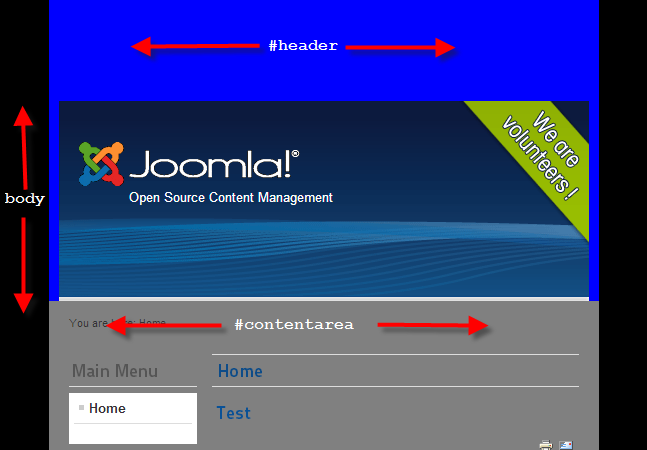 #header
Joomla!®
Open Source Content Management
We are
volunteers !
body
#contentarea
You are here: Home
Main Menu
Home
Home
Test